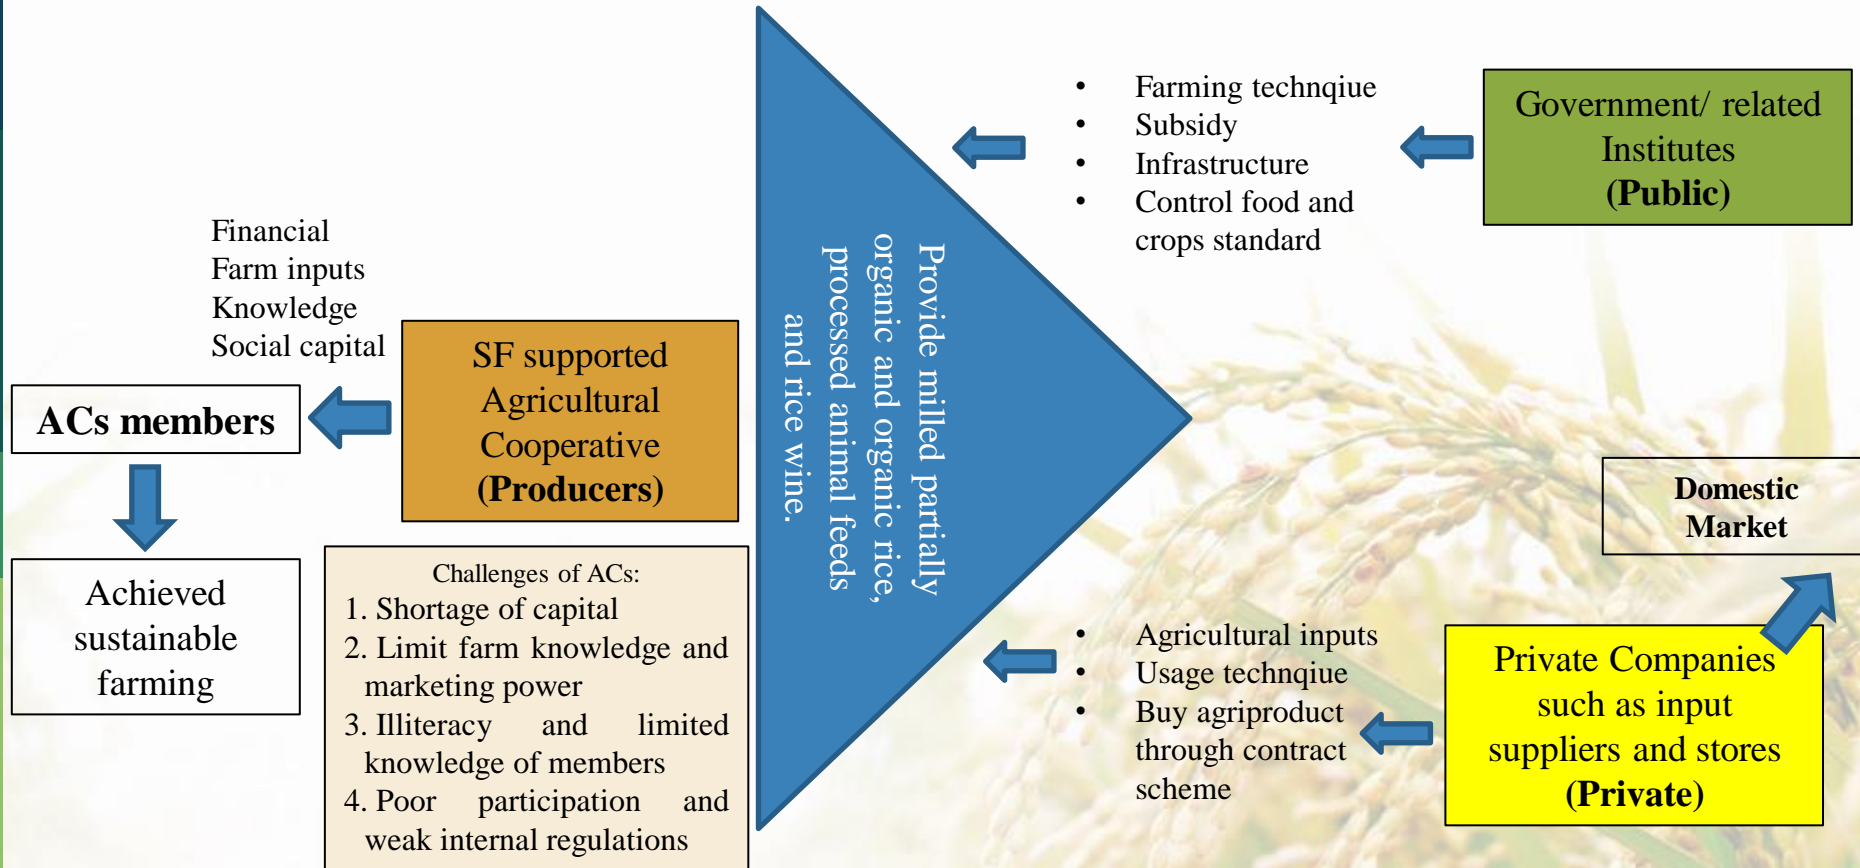 Financial
Farm inputs
Knowledge
Social capital
ACs members
Achieved
sustainable
farming
SF supported
Agricultural
Cooperative
(Producers)
Challenges of ACs:
1. Shortage of capital
2. Limit farm knowledge and
marketing power
3. Illiteracy and limited
knowledge of members
4. Poor participation and
weak internal regulations
Provide milled partially
organic and organic rice,
processed animal feeds
and rice wine.
• Farming technqiue
• Subsidy
• Infrastructure
• Control food and
crops standard
Government/ related
Institutes
(Public)
• Agricultural inputs
• Usage technqiue
• Buy agriproduct
through contract
scheme
Domestic
Market
Private Companies
such as input
suppliers and stores
(Private)